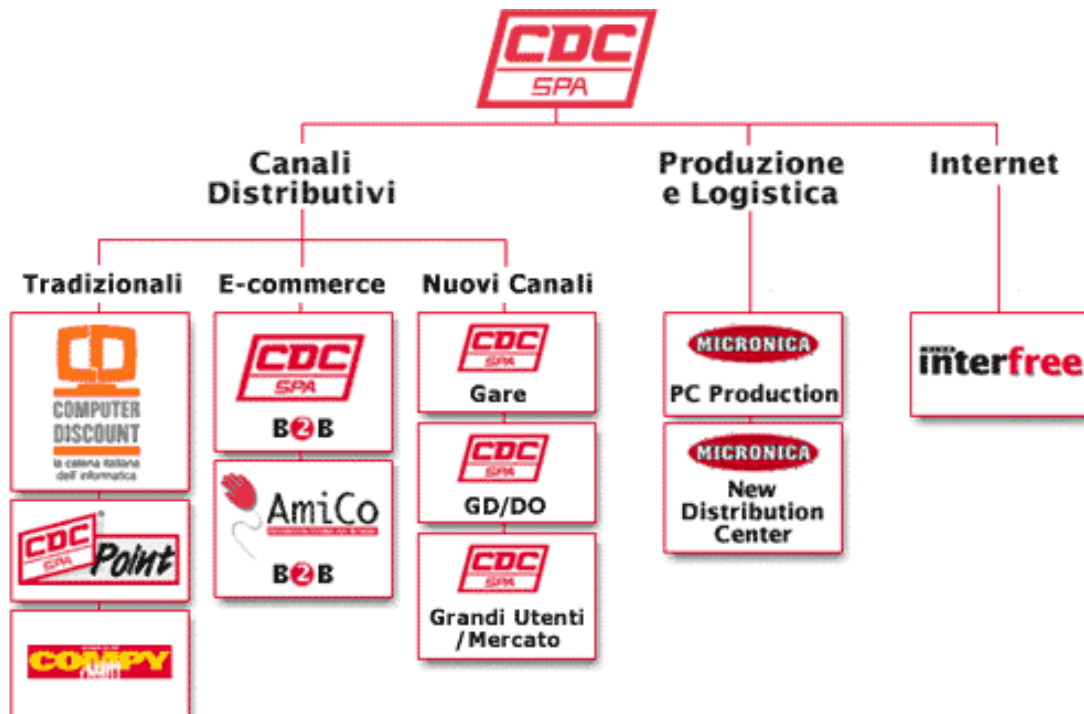 CDC
SPA
Canali
Distributivi
Produzione
e Logistica
Internet
Tradizionali
E-commerce
Nuovi Canali
CD
COMPUTER
DISCOUNT
la catena italiana
dell' informatica
CDC
SPA
Point
COMPY
CDC
SPA
B2B
AmiCo
B2B
CDC
SPA
Gare
CDC
SPA
GD/DO
CDC
SPA
Grandi Utenti
/Mercato
MICRONICA
PC Production
MICRONICA
New
Distribution
Center
interfree